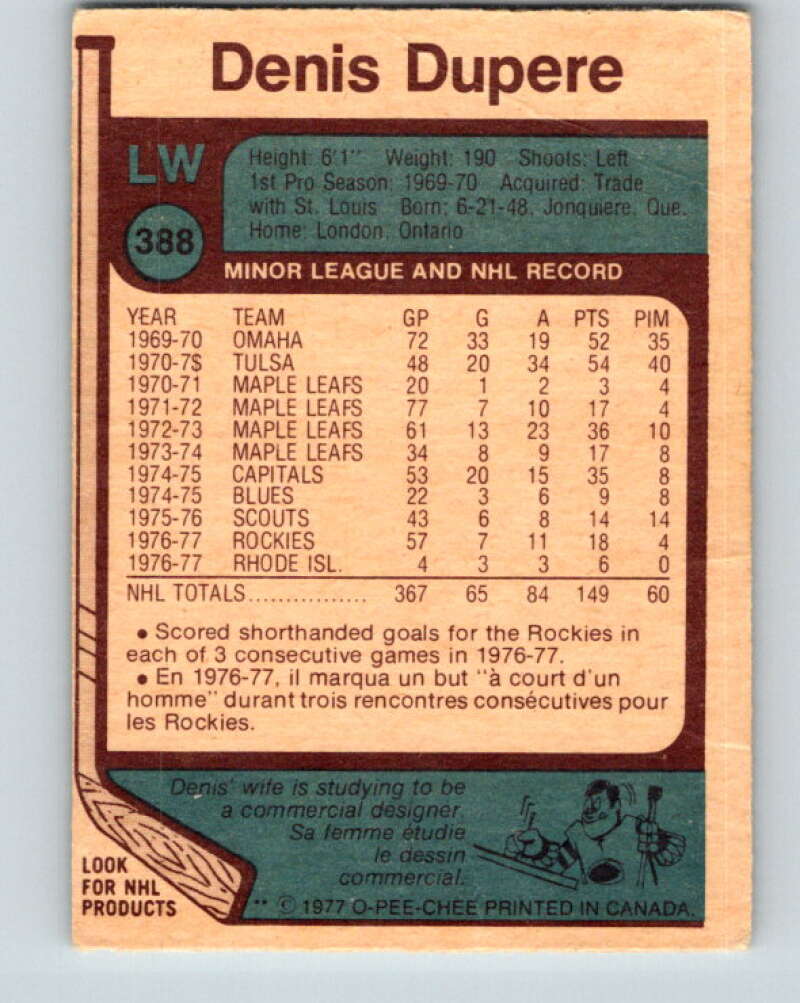 Denis Dupere
LW
388
Height: 6'1" Weight: 190 Shoots: Left
1st Pro Season: 1969-70 Acquired: Trade
with St. Louis Born: 6-21-48, Jonquiere, Que.
Home: London, Ontario
MINOR LEAGUE AND NHL RECORD
YEAR TEAM GP G A PTS PIM
1969-70 OMAHA 72 33 19 52 35
1970-7$ TULSA 48 20 34 54 40
1970-71 MAPLE LEAFS 20 1 2 3 4
1971-72 MAPLE LEAFS 77 7 10 17 4
1972-73 MAPLE LEAFS 61 13 23 36 10
1973-74 MAPLE LEAFS 34 8 9 17 8
1974-75 CAPITALS 53 20 15 35 8
1974-75 BLUES 22 3 6 9 8
1975-76 SCOUTS 43 6 8 14 14
1976-77 ROCKIES 57 7 11 18 4
1976-77 RHODE ISL. 4 3 3 6 0
NHL TOTALS................ 367 65 84 149 60
• Scored shorthanded goals for the Rockies in
each of 3 consecutive games in 1976-77.
• En 1976-77, il marqua un but "à court d'un
homme" durant trois rencontres consécutives pour
les Rockies.
Denis' wife is studying to be
a commercial designer.
Sa femme étudie
le dessin
commercial.
LOOK
FOR NHL
PRODUCTS
** © 1977 O-PEE-CHEE PRINTED IN CANADA.